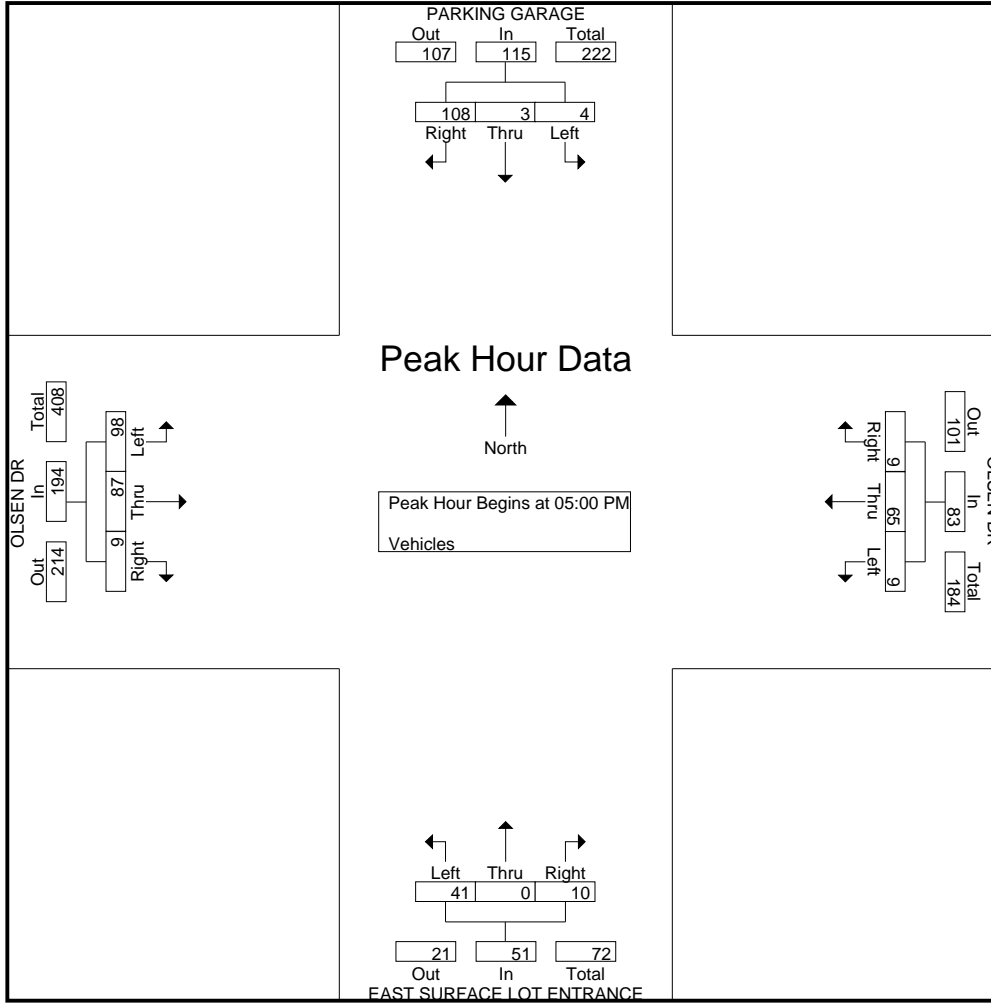 PARKING GARAGE
Out In Total
107 115 222
108 3 4
Right Thru Left
Peak Hour Data
North
Peak Hour Begins at 05:00 PM
Vehicles
OLSEN DR
Out In Total
214 194 408
98 87 9
Left Thru Right
Out In Total
101 83 184
9 65 9
Right Thru Left
Left Thru Right
41 0 10
21 51 72
Out In Total
EAST SURFACE LOT ENTRANCE